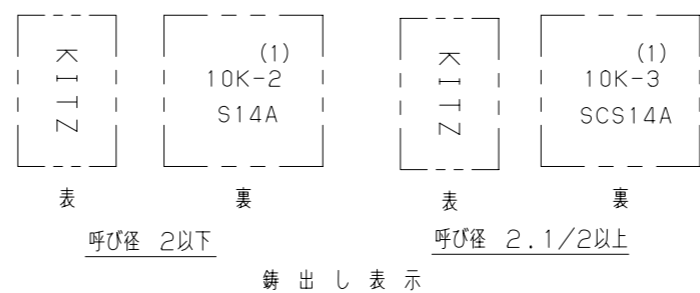 KITZ
(1)
10K-2
S14A
表
裏
呼び径 2以下
KITZ
(1)
10K-3
SCS14A
表
裏
呼び径 2.1/2以上
鋳出し表示